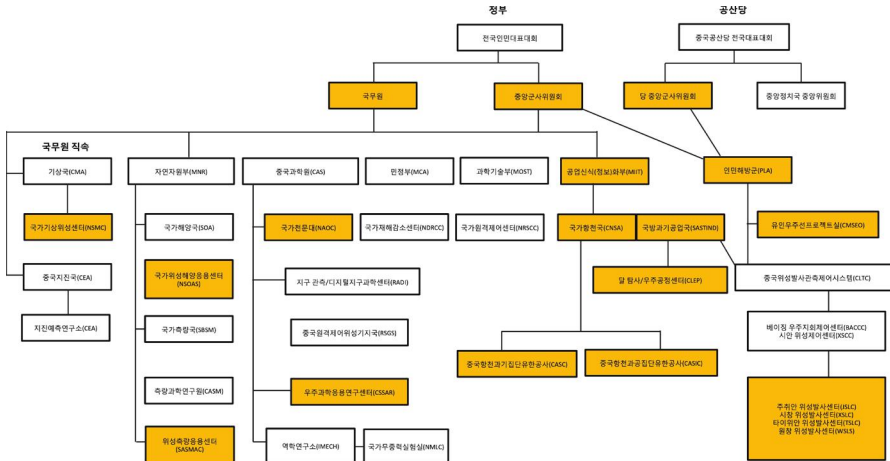 정부
공산당
전국인민대표대회
중국공산당 전국대표대회
국무원
중앙군사위원회
당 중앙군사위원회
중앙정치국 중앙위원회
국무원 직속
기상국(CMA)
자연자원부(MNR)
중국과학원(CAS)
민정부(MCA)
과학기술부(MOST)
공업신식(정보)화부(MIIT)
인민해방군(PLA)
국가기상위성센터(NSMC)
국가해양국(SOA)
국가천문대(NAOC)
국가재해감소센터(NDRCC)
국가원격제어센터(NRSCC)
국가항천국(CNSA)
국방과기공업국(SASTIND)
유인우주선프로젝트실(CMSEO)
중국지진국(CEA)
국가위성해양응용센터
(NSOAS)
지구 관측/디지털지구과학센터(RADI)
달 탐사/우주공정센터(CLEP)
중국위성발사관측제어시스템(CLTC)
지진예측연구소(CEA)
국가측량국(SBSM)
중국원격제어위성기지국(RSGS)
베이징 우주지휘제어센터(BACCC)
시안 위성제어센터(XSCC)
중국항천과기집단유한공사(CASC)
중국항천과공집단유한공사(CASIC)
측량과학연구원(CASM)
우주과학응용연구센터(CSSAR)
주취안 위성발사센터(JSLC)
시창 위성발사센터(XSLC)
타이위안 위성발사센터(TSLC)
원창 위성발사센터(WSLS)
위성측량응용센터
(SASMAC)
역학연구소(IMECH)
국가무중력실험실(NMLC)